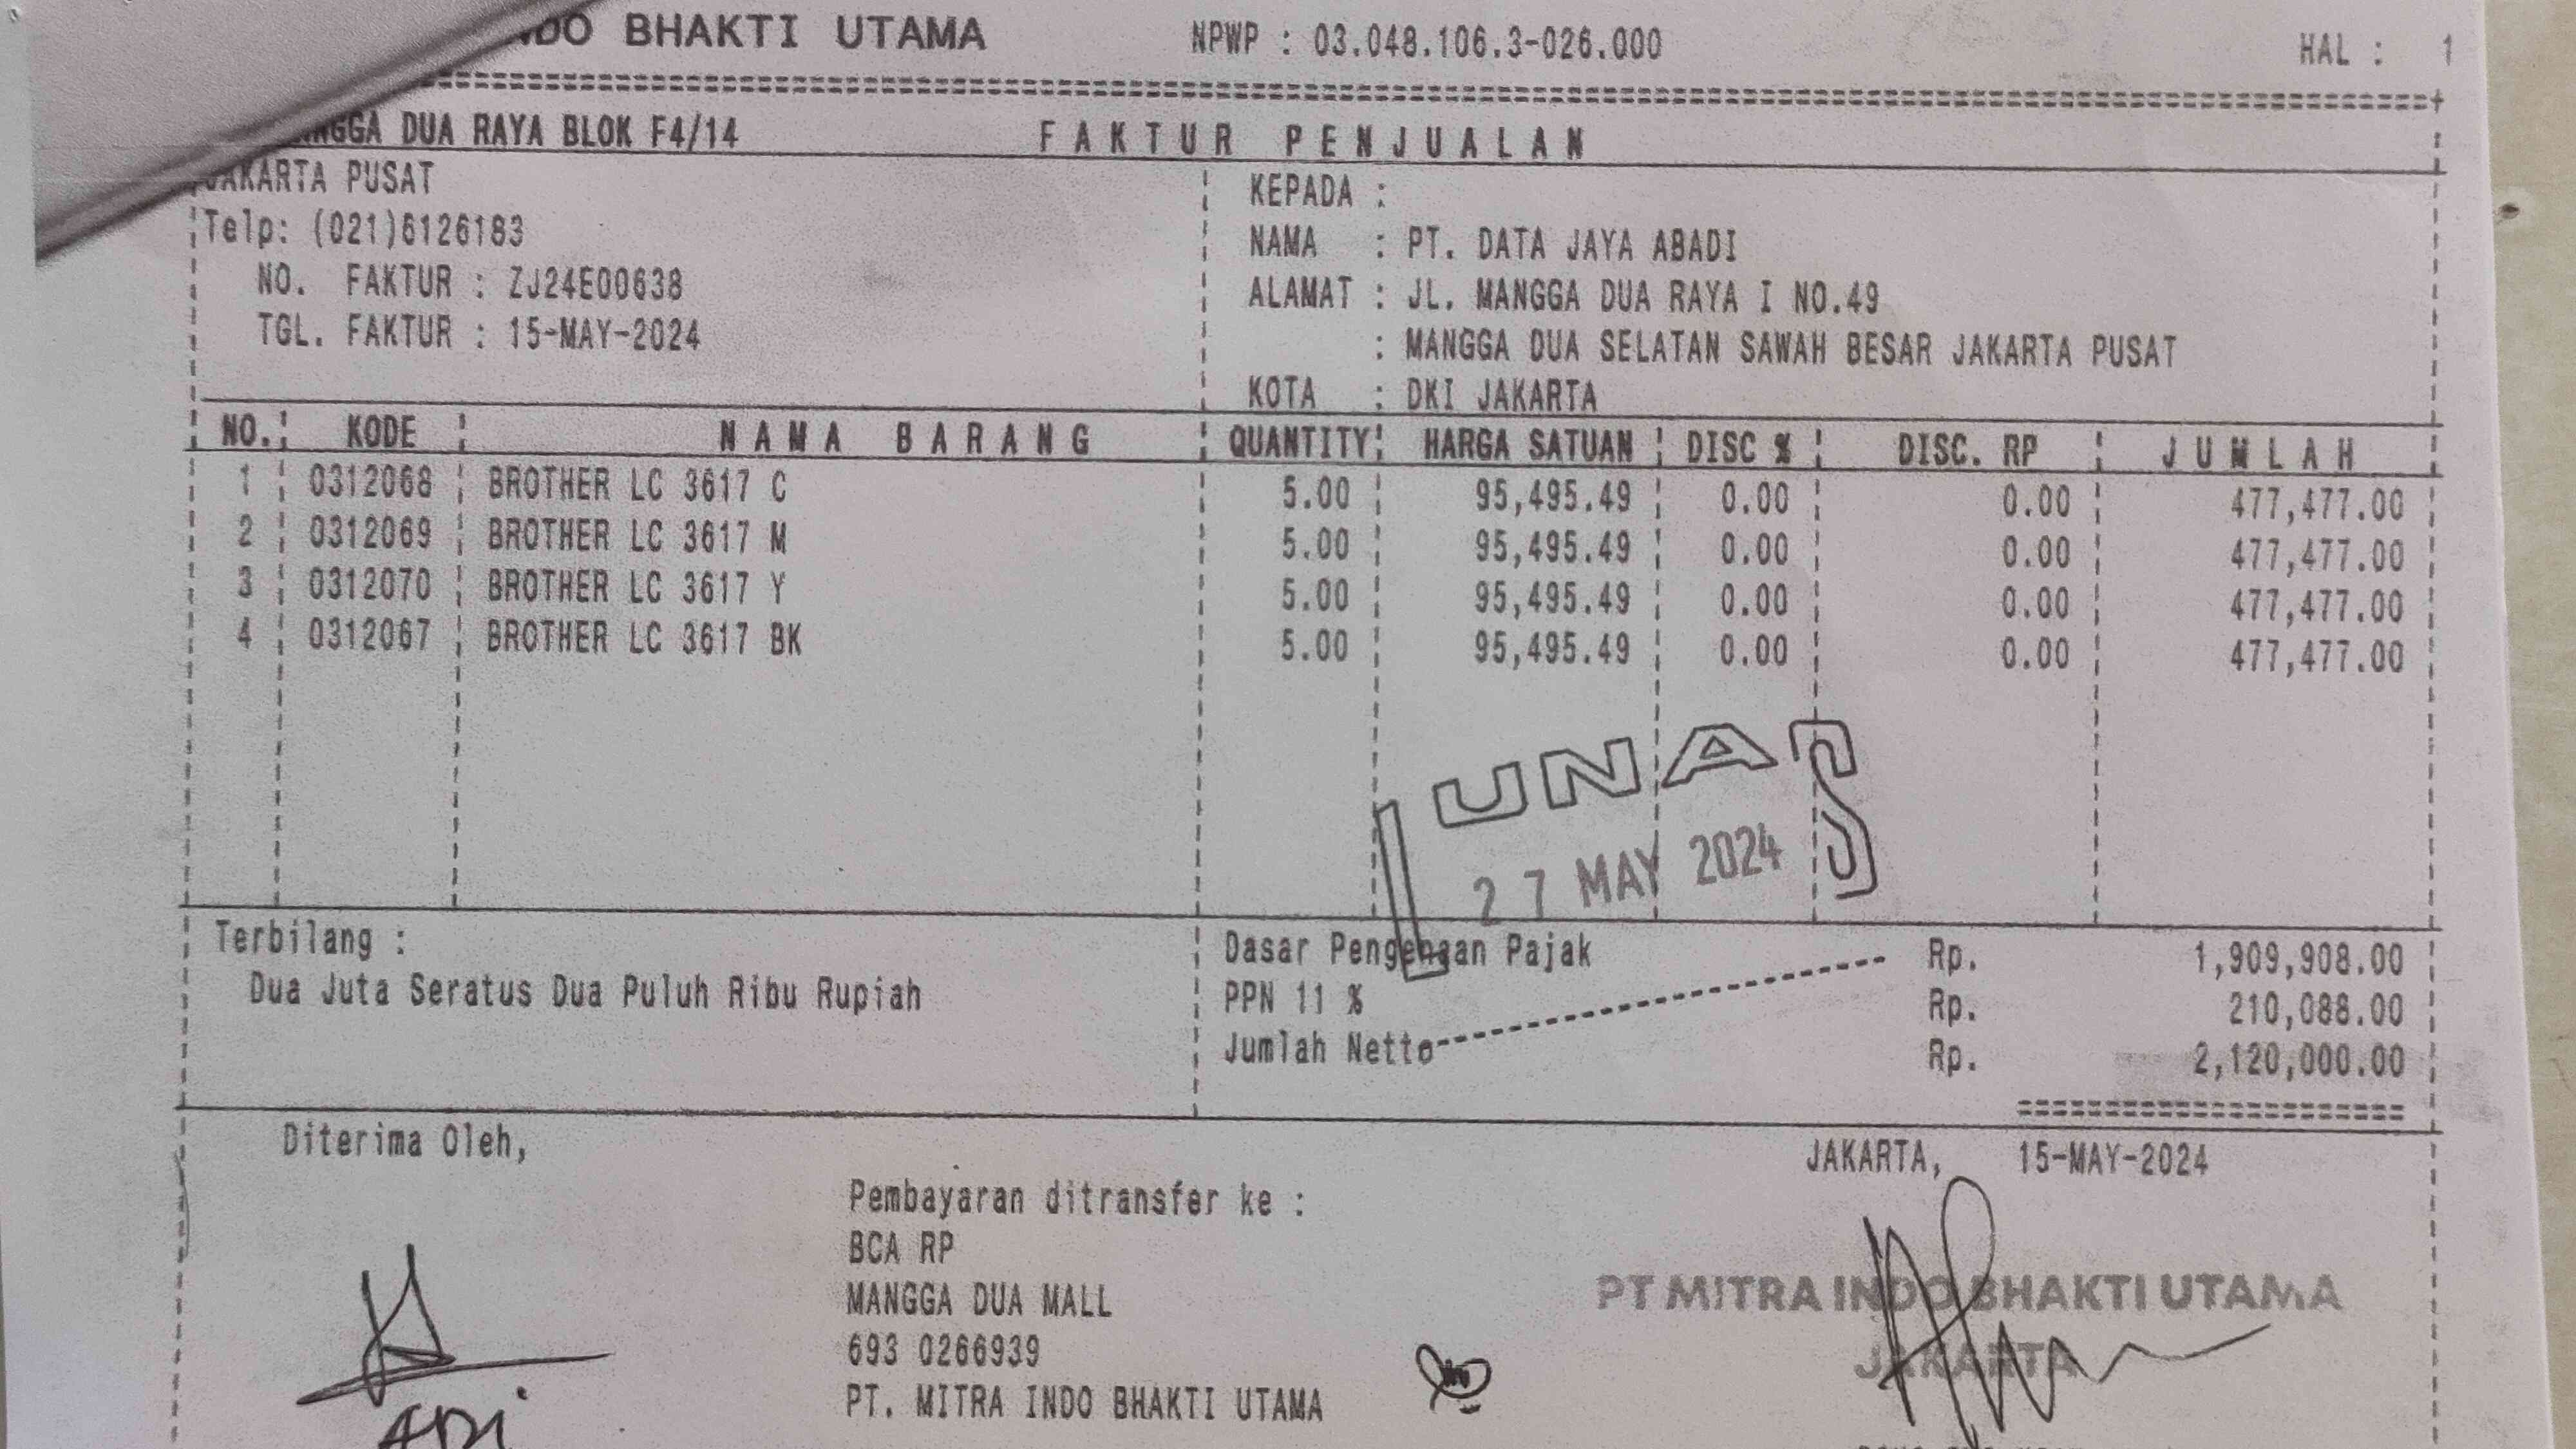 BHAKTI UTAMA NPWP : 03.048.106.3-026.000 HAL : 1
DUA RAYA BLOK F4/14 FAKTUR PENJUALAN
JAKARTA PUSAT
Telp: (021)6126183
NO. FAKTUR : ZJ24E00638
TGL. FAKTUR : 15-MAY-2024
KEPADA :
NAMA : PT. DATA JAYA ABADI
ALAMAT : JL. MANGGA DUA RAYA I NO.49
: MANGGA DUA SELATAN SAWAH BESAR JAKARTA PUSAT
KOTA : DKI JAKARTA
NO. KODE NAMA BARANG QUANTITY HARGA SATUAN DISC % DISC. RP JUMLAH
1 0312068 BROTHER LC 3617 C 5.00 95,495.49 0.00 0.00 477,477.00
2 0312069 BROTHER LC 3617 M 5.00 95,495.49 0.00 0.00 477,477.00
3 0312070 BROTHER LC 3617 Y 5.00 95,495.49 0.00 0.00 477,477.00
4 0312067 BROTHER LC 3617 BK 5.00 95,495.49 0.00 0.00 477,477.00
LUNAS
27 MAY 2024
Terbilang :
Dua Juta Seratus Dua Puluh Ribu Rupiah
Dasar Pengenaan Pajak Rp. 1,909,908.00
PPN 11 % Rp. 210,088.00
Jumlah Netto Rp. 2,120,000.00
Diterima Oleh,
JAKARTA, 15-MAY-2024
Pembayaran ditransfer ke :
BCA RP
MANGGA DUA MALL
693 0266939
PT. MITRA INDO BHAKTI UTAMA
PT MITRA INDO BHAKTI UTAMA
JAKARTA
ADi